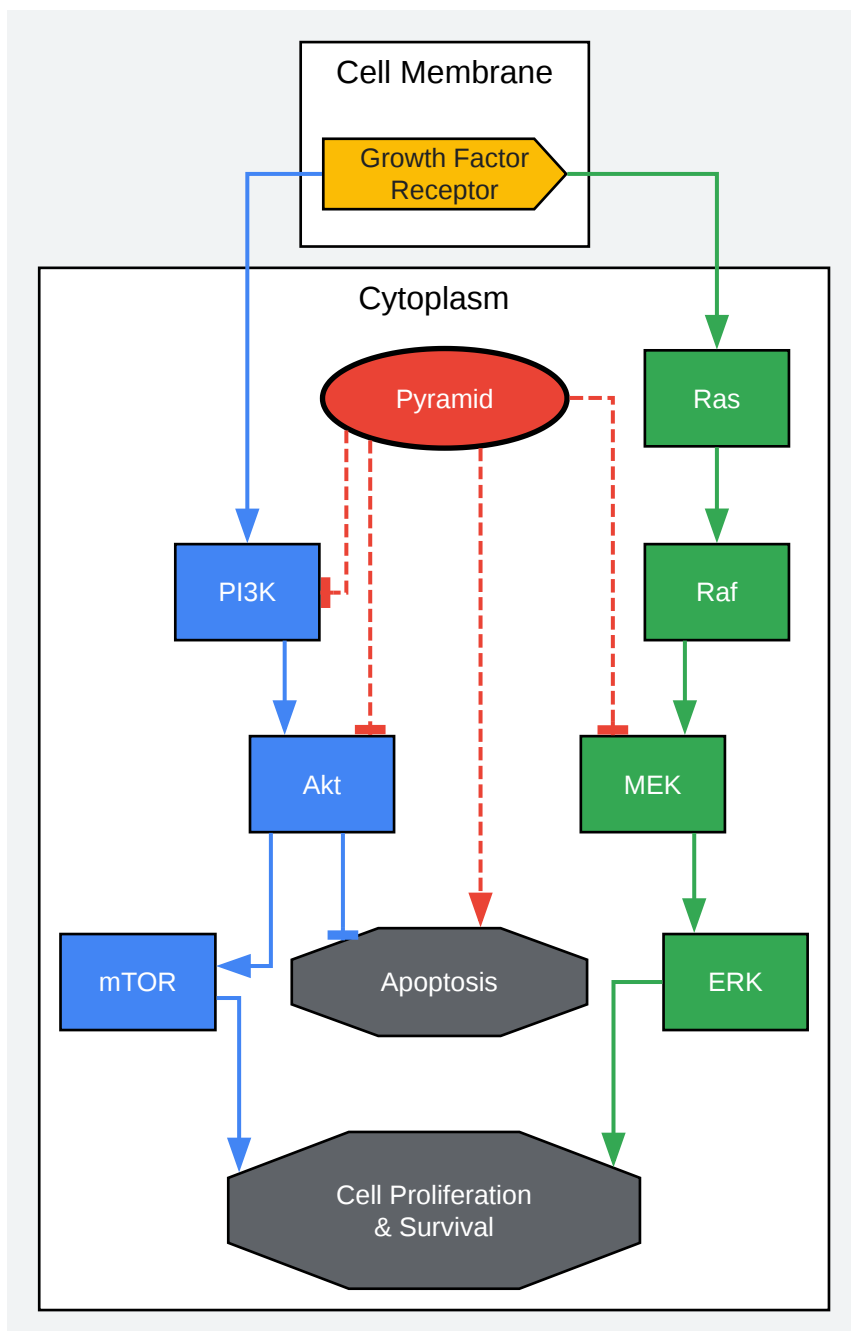 Cell Membrane
Growth Factor
Receptor
Cytoplasm
Pyramid
Ras
PI3K
Raf
Akt
MEK
mTOR
Apoptosis
ERK
Cell Proliferation
& Survival